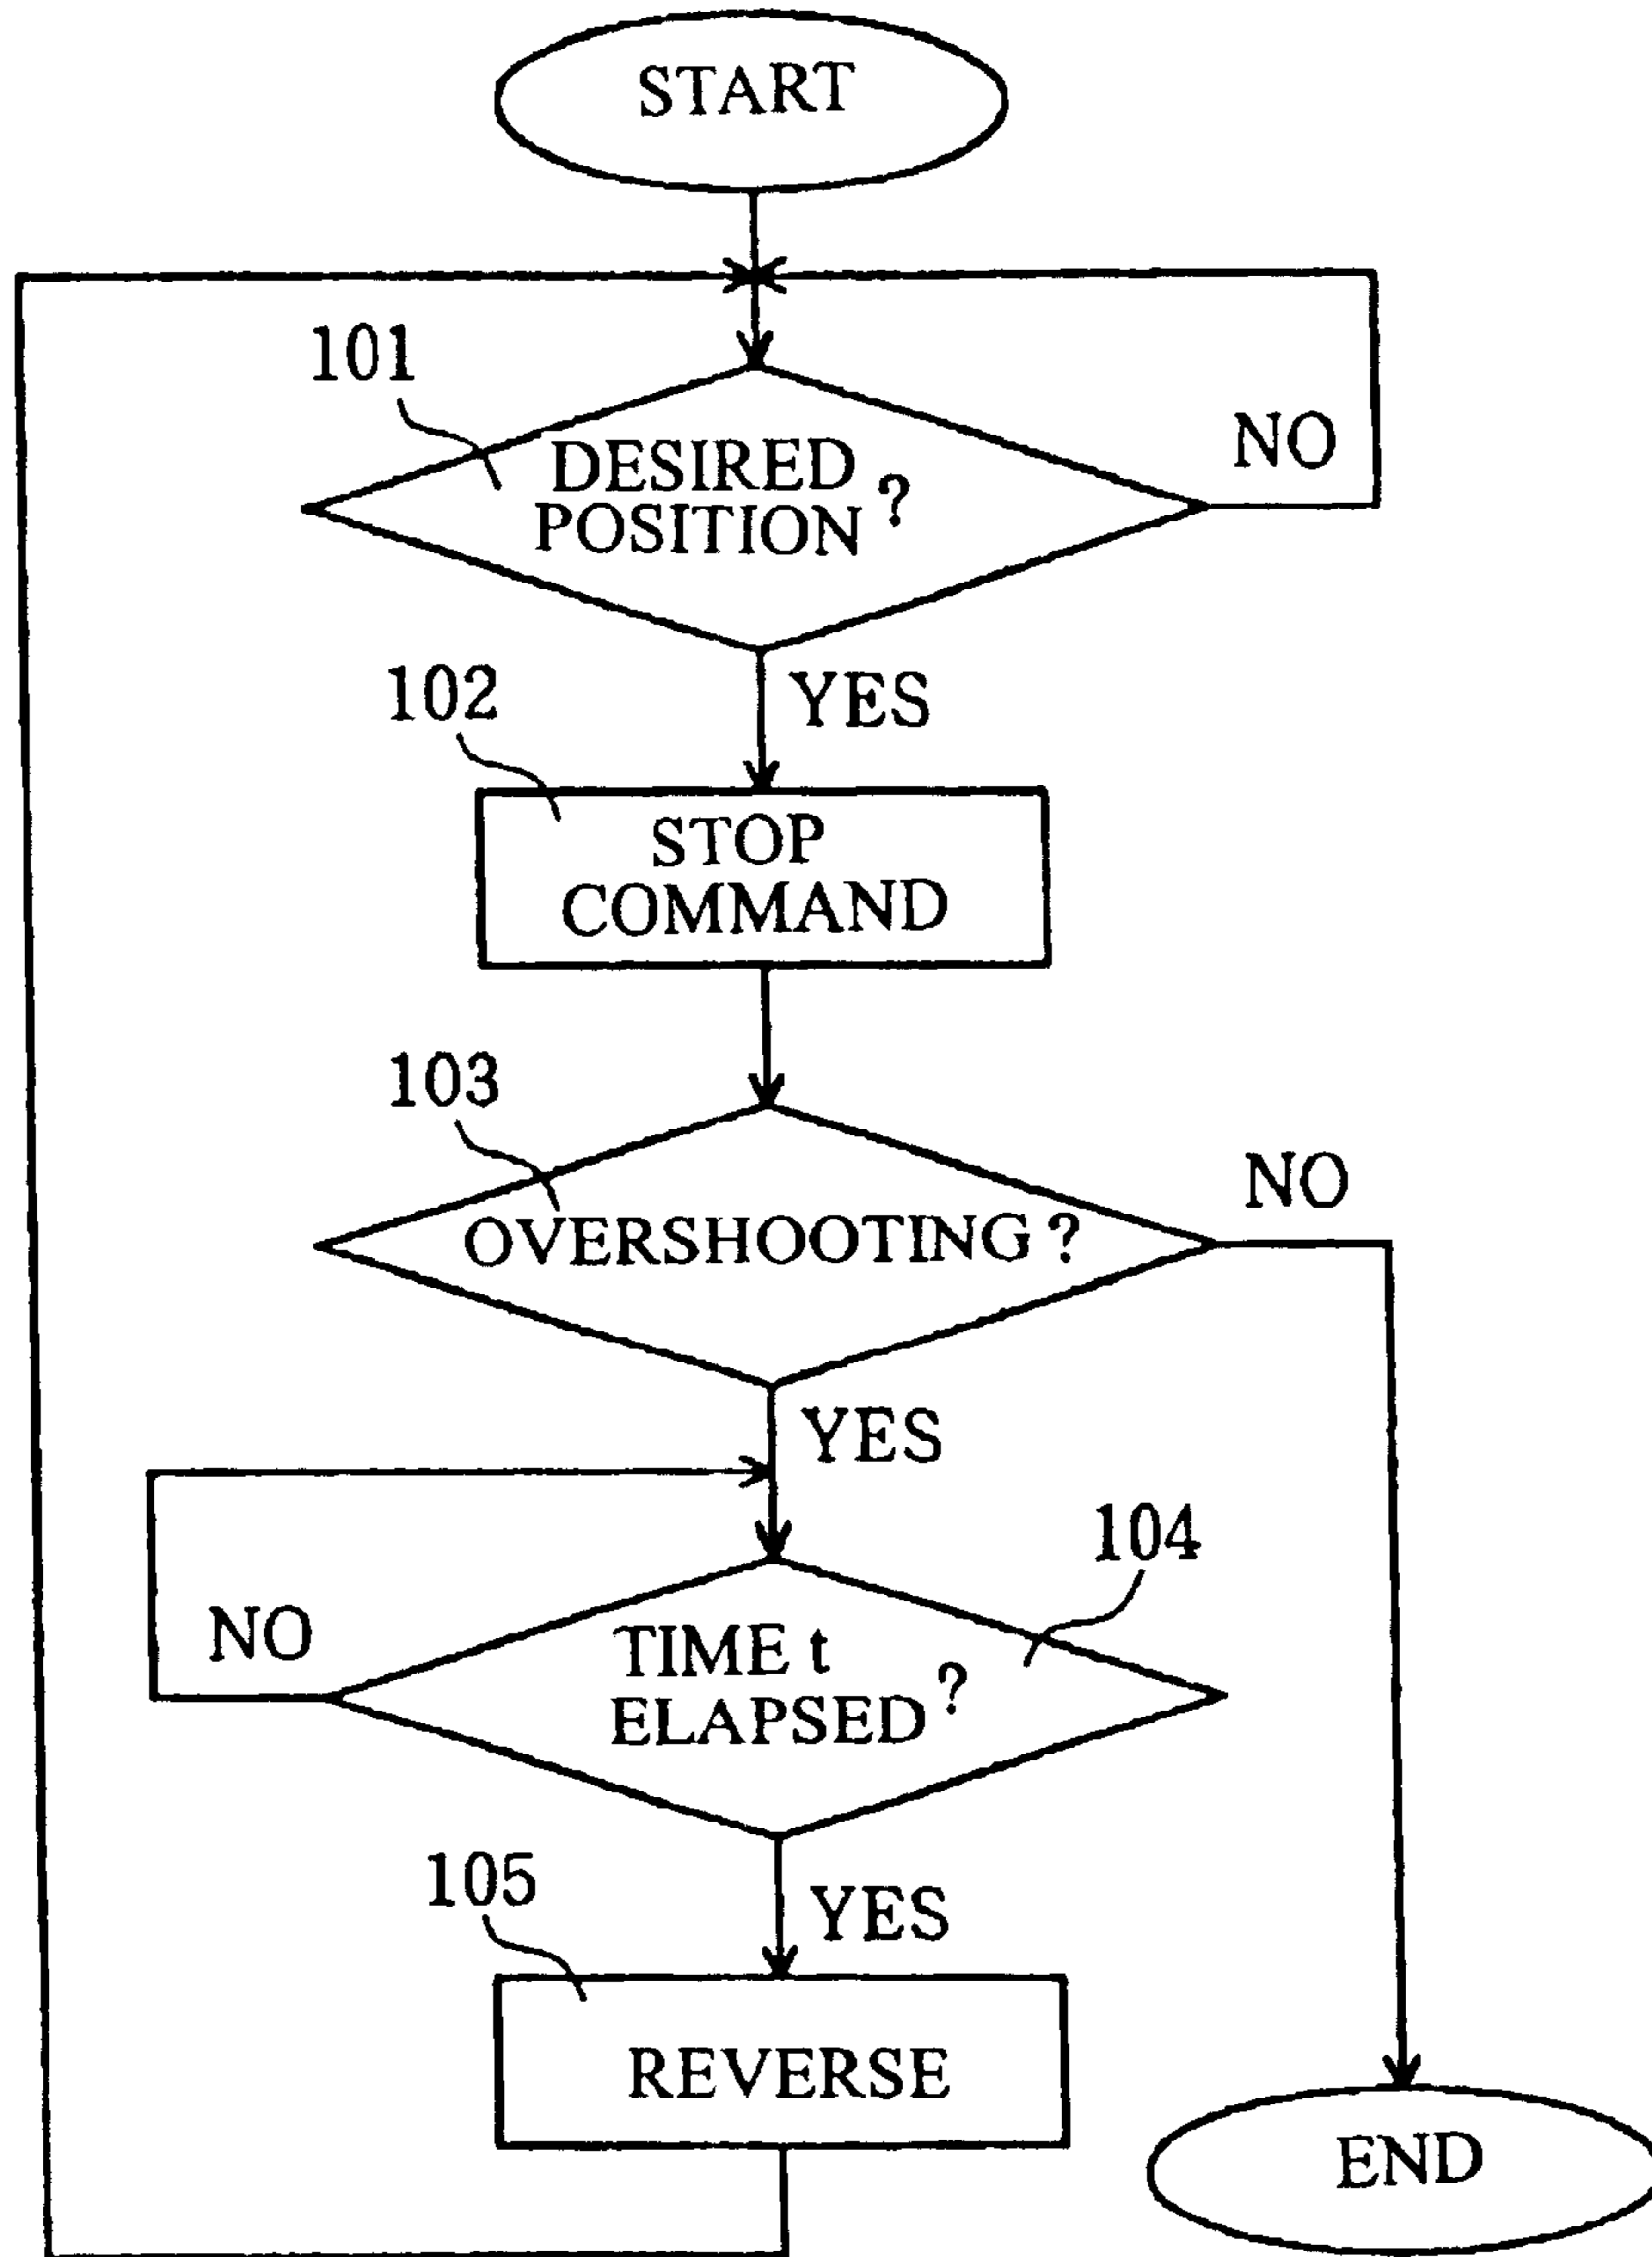 START
101
DESIRED
POSITION ?
NO
102
YES
STOP
COMMAND
103
NO
OVERSHOOTING ?
YES
104
NO
TIME t
ELAPSED ?
105
YES
REVERSE
END